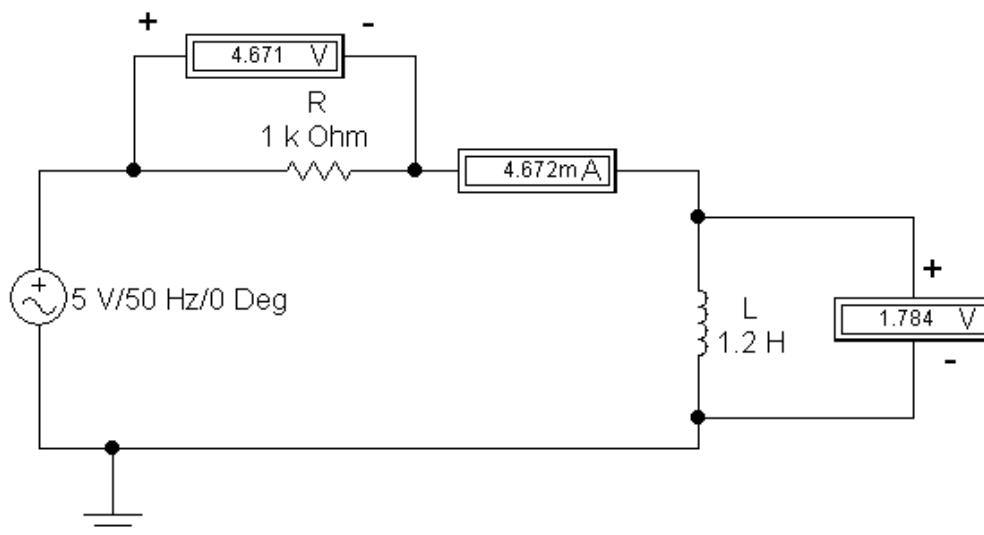 + -
4.671 V
R
1 k Ohm
4.672m A
+
5 V/50 Hz/0 Deg
+
L
1.2 H
1.784 V
-